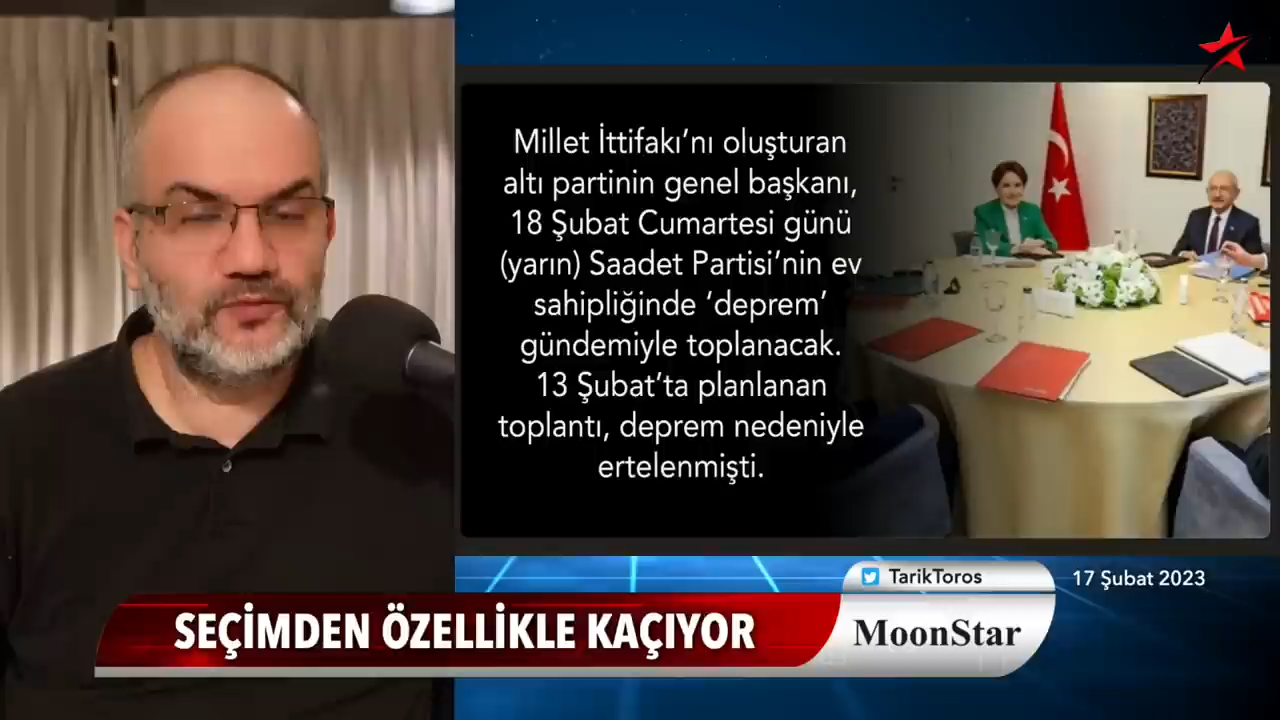 Millet İttifakı’nı oluşturan
altı partinin genel başkanı,
18 Şubat Cumartesi günü
(yarın) Saadet Partisi’nin ev
sahipliğinde ‘deprem’
gündemiyle toplanacak.
13 Şubat’ta planlanan
toplantı, deprem nedeniyle
ertelenmişti.
TarikToros
17 Şubat 2023
SEÇİMDEN ÖZELLİKLE KAÇIYOR
MoonStar